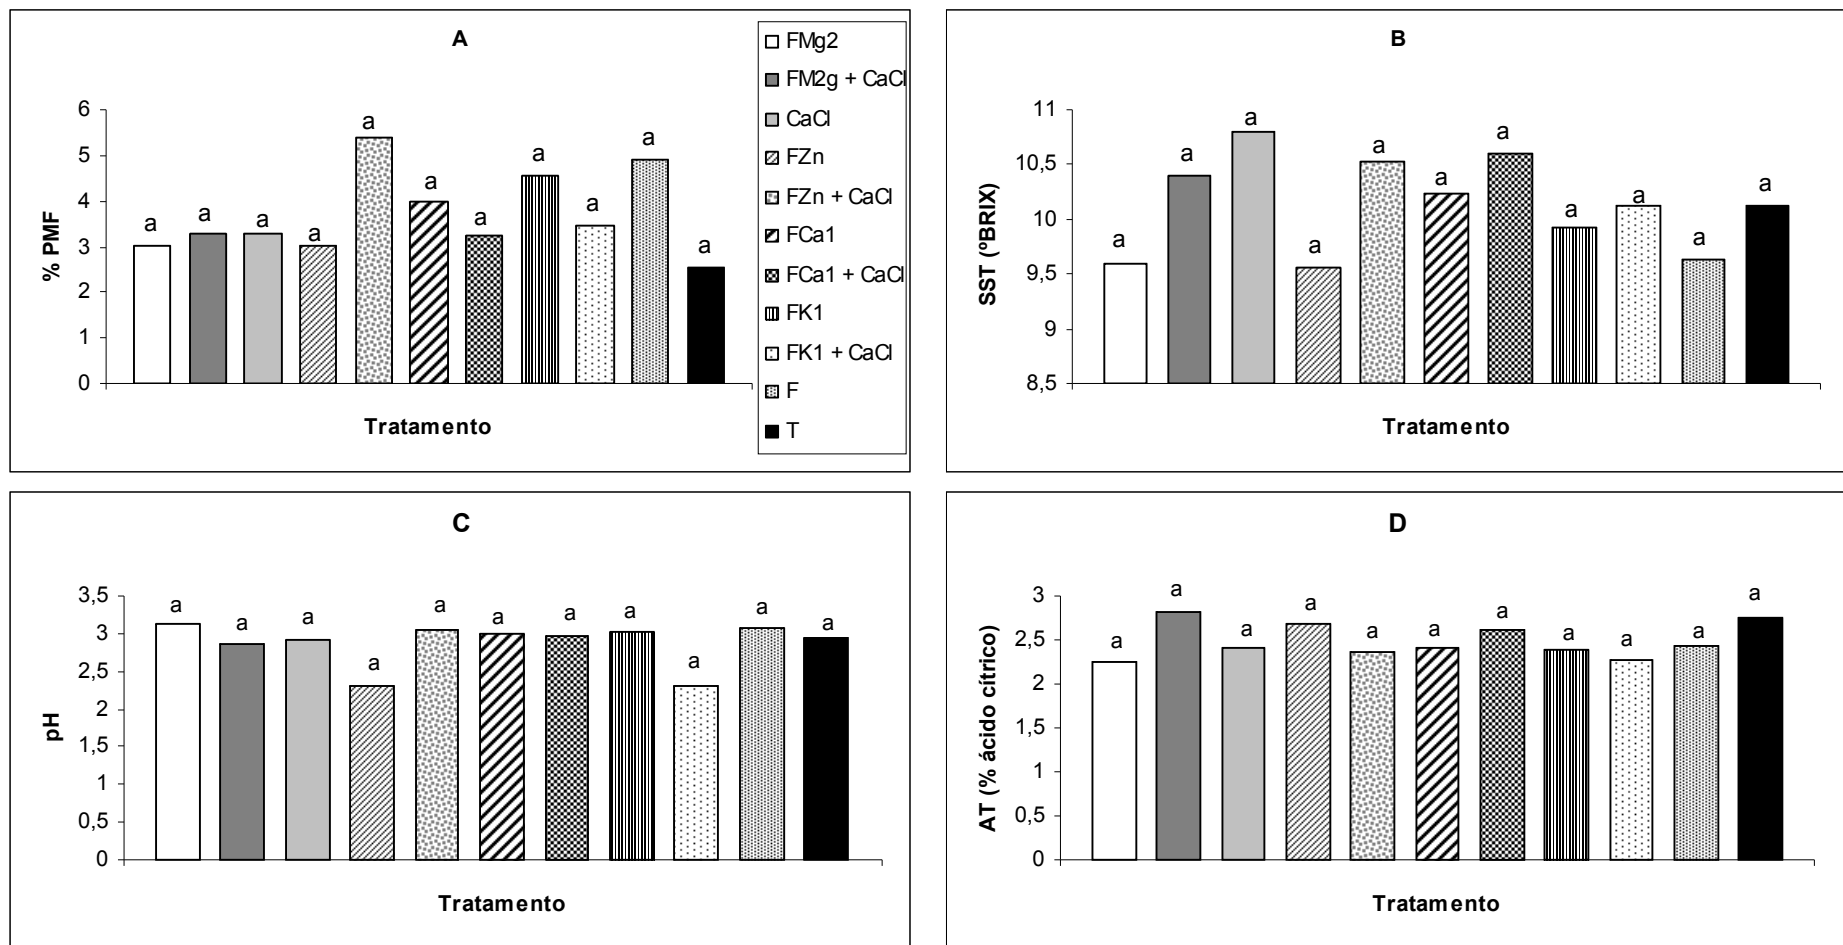 A
% PMF
6
5
4
3
2
1
0
a a a a a a a a a a a
Tratamento
FMg2
FM2g + CaCl
CaCl
FZn
FZn + CaCl
FCa1
FCa1 + CaCl
FK1
FK1 + CaCl
F
T
B
SST (ºBRIX)
11
10,5
10
9,5
9
8,5
a a a a a a a a a a a
Tratamento
C
pH
3,5
3
2,5
2
1,5
1
0,5
0
a a a a a a a a a a a
Tratamento
D
AT (% ácido cítrico)
3
2,5
2
1,5
1
0,5
0
a a a a a a a a a a a
Tratamento